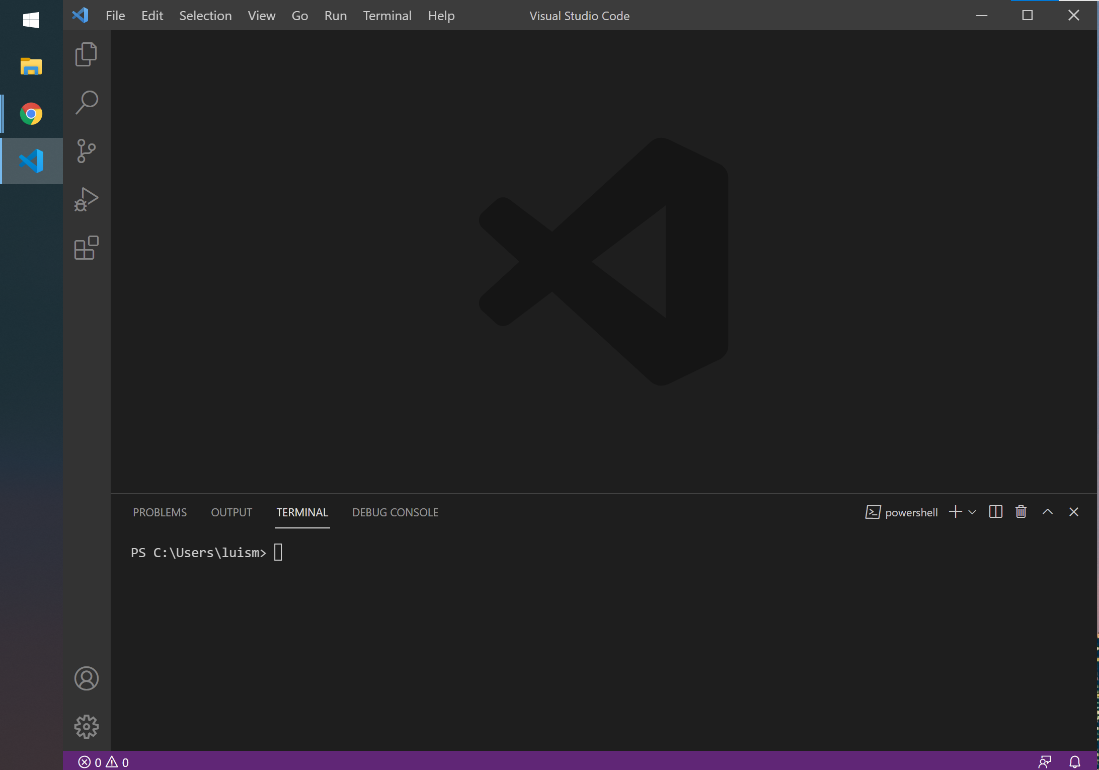 File Edit Selection View Go Run Terminal Help Visual Studio Code
PROBLEMS OUTPUT TERMINAL DEBUG CONSOLE powershell
PS C:\Users\luism>
0 0